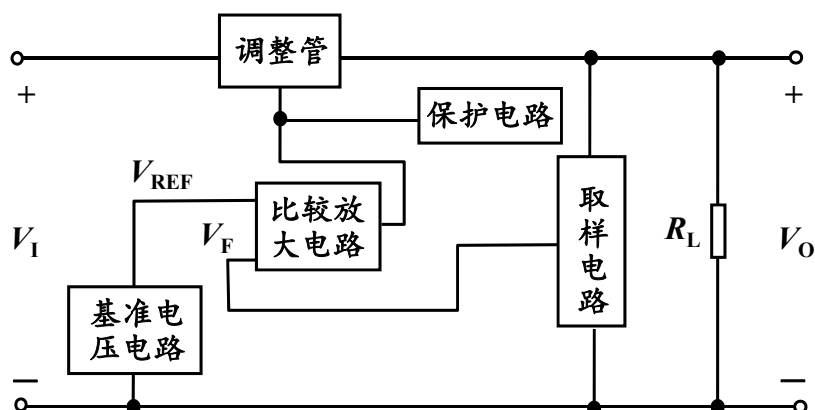 调整管
+
+
保护电路
V_REF
比较放
大电路
取
样
电
路
V_F
V_I
R_L
V_O
基准电
压电路
−
−